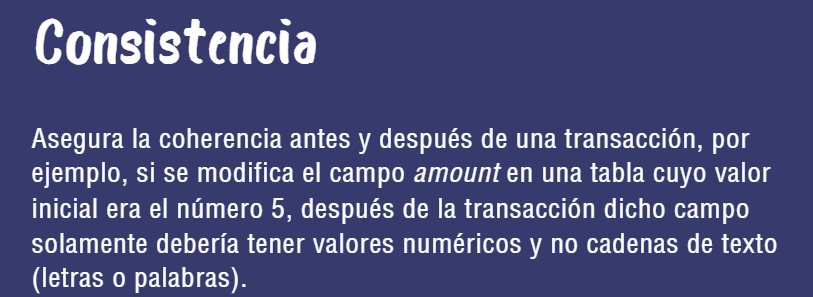 Consistencia
Asegura la coherencia antes y después de una transacción, por
ejemplo, si se modifica el campo amount en una tabla cuyo valor
inicial era el número 5, después de la transacción dicho campo
solamente debería tener valores numéricos y no cadenas de texto
(letras o palabras).